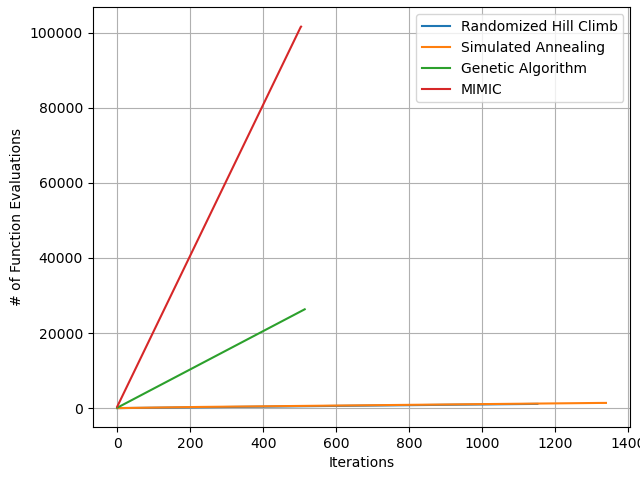 Randomized Hill Climb
Simulated Annealing
Genetic Algorithm
MIMIC
# of Function Evaluations
100000
80000
60000
40000
20000
0
0 200 400 600 800 1000 1200 1400
Iterations